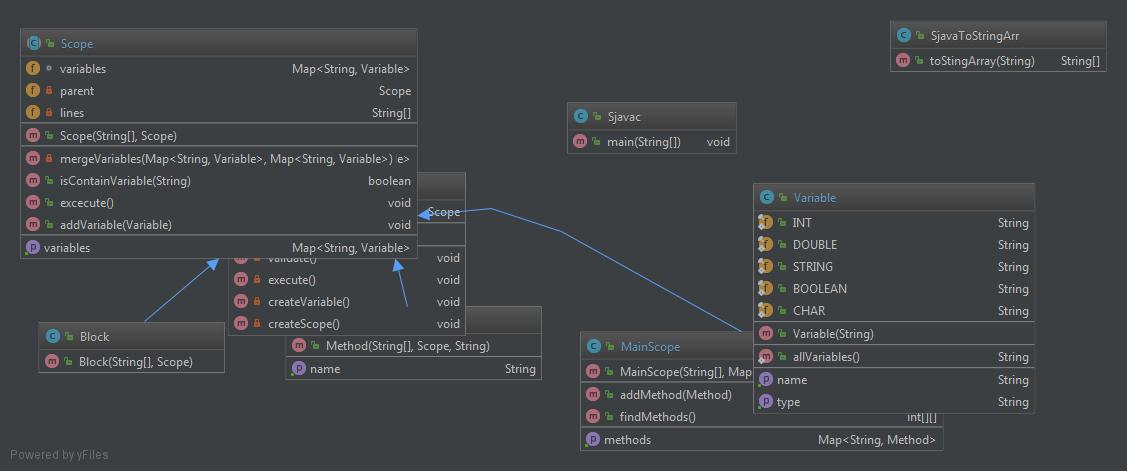 Scope
variables Map<String, Variable>
parent Scope
lines String[]
Scope(String[], Scope)
mergeVariables(Map<String, Variable>, Map<String, Variable>) e>
isContainVariable(String) boolean
excecute() void
addVariable(Variable) void
variables Map<String, Variable>
Scope
validate() void
execute() void
createVariable() void
createScope() void
Block
Block(String[], Scope)
Method(String[], Scope, String)
name String
Sjavac
main(String[]) void
SjavaToStringArr
toStingArray(String) String[]
MainScope
MainScope(String[], Map
addMethod(Method)
findMethods() int[][]
methods Map<String, Method>
Variable
INT String
DOUBLE String
STRING String
BOOLEAN String
CHAR String
Variable(String)
allVariables() String
name String
type String
Powered by yFiles